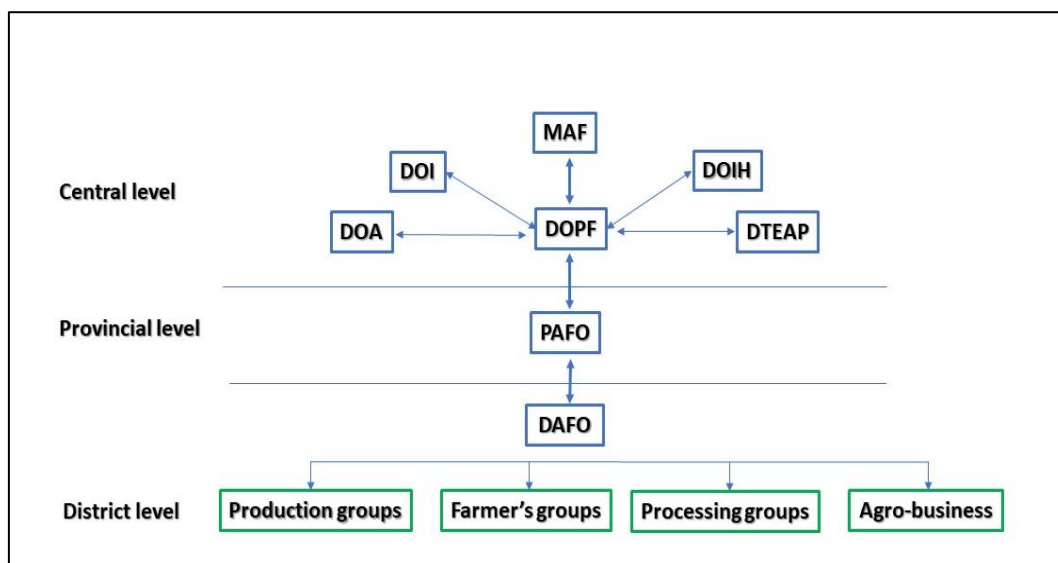 MAF
DOI
DOIH
Central level
DOA
DOPF
DTEAP
Provincial level
PAFO
DAFO
District level
Production groups
Farmer's groups
Processing groups
Agro-business